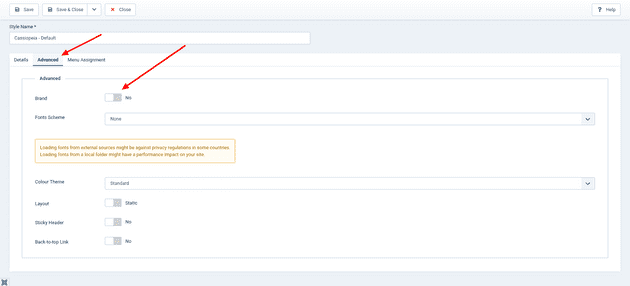 Save Save & Close Close Help
Style Name *
Cassiopeia - Default
Details Advanced Menu Assignment
Advanced
Brand No
Fonts Scheme None
Loading fonts from external sources might be against privacy regulations in some countries.
Loading fonts from a local folder might have a performance impact on your site.
Colour Theme Standard
Layout Static
Sticky Header No
Back-to-top Link No